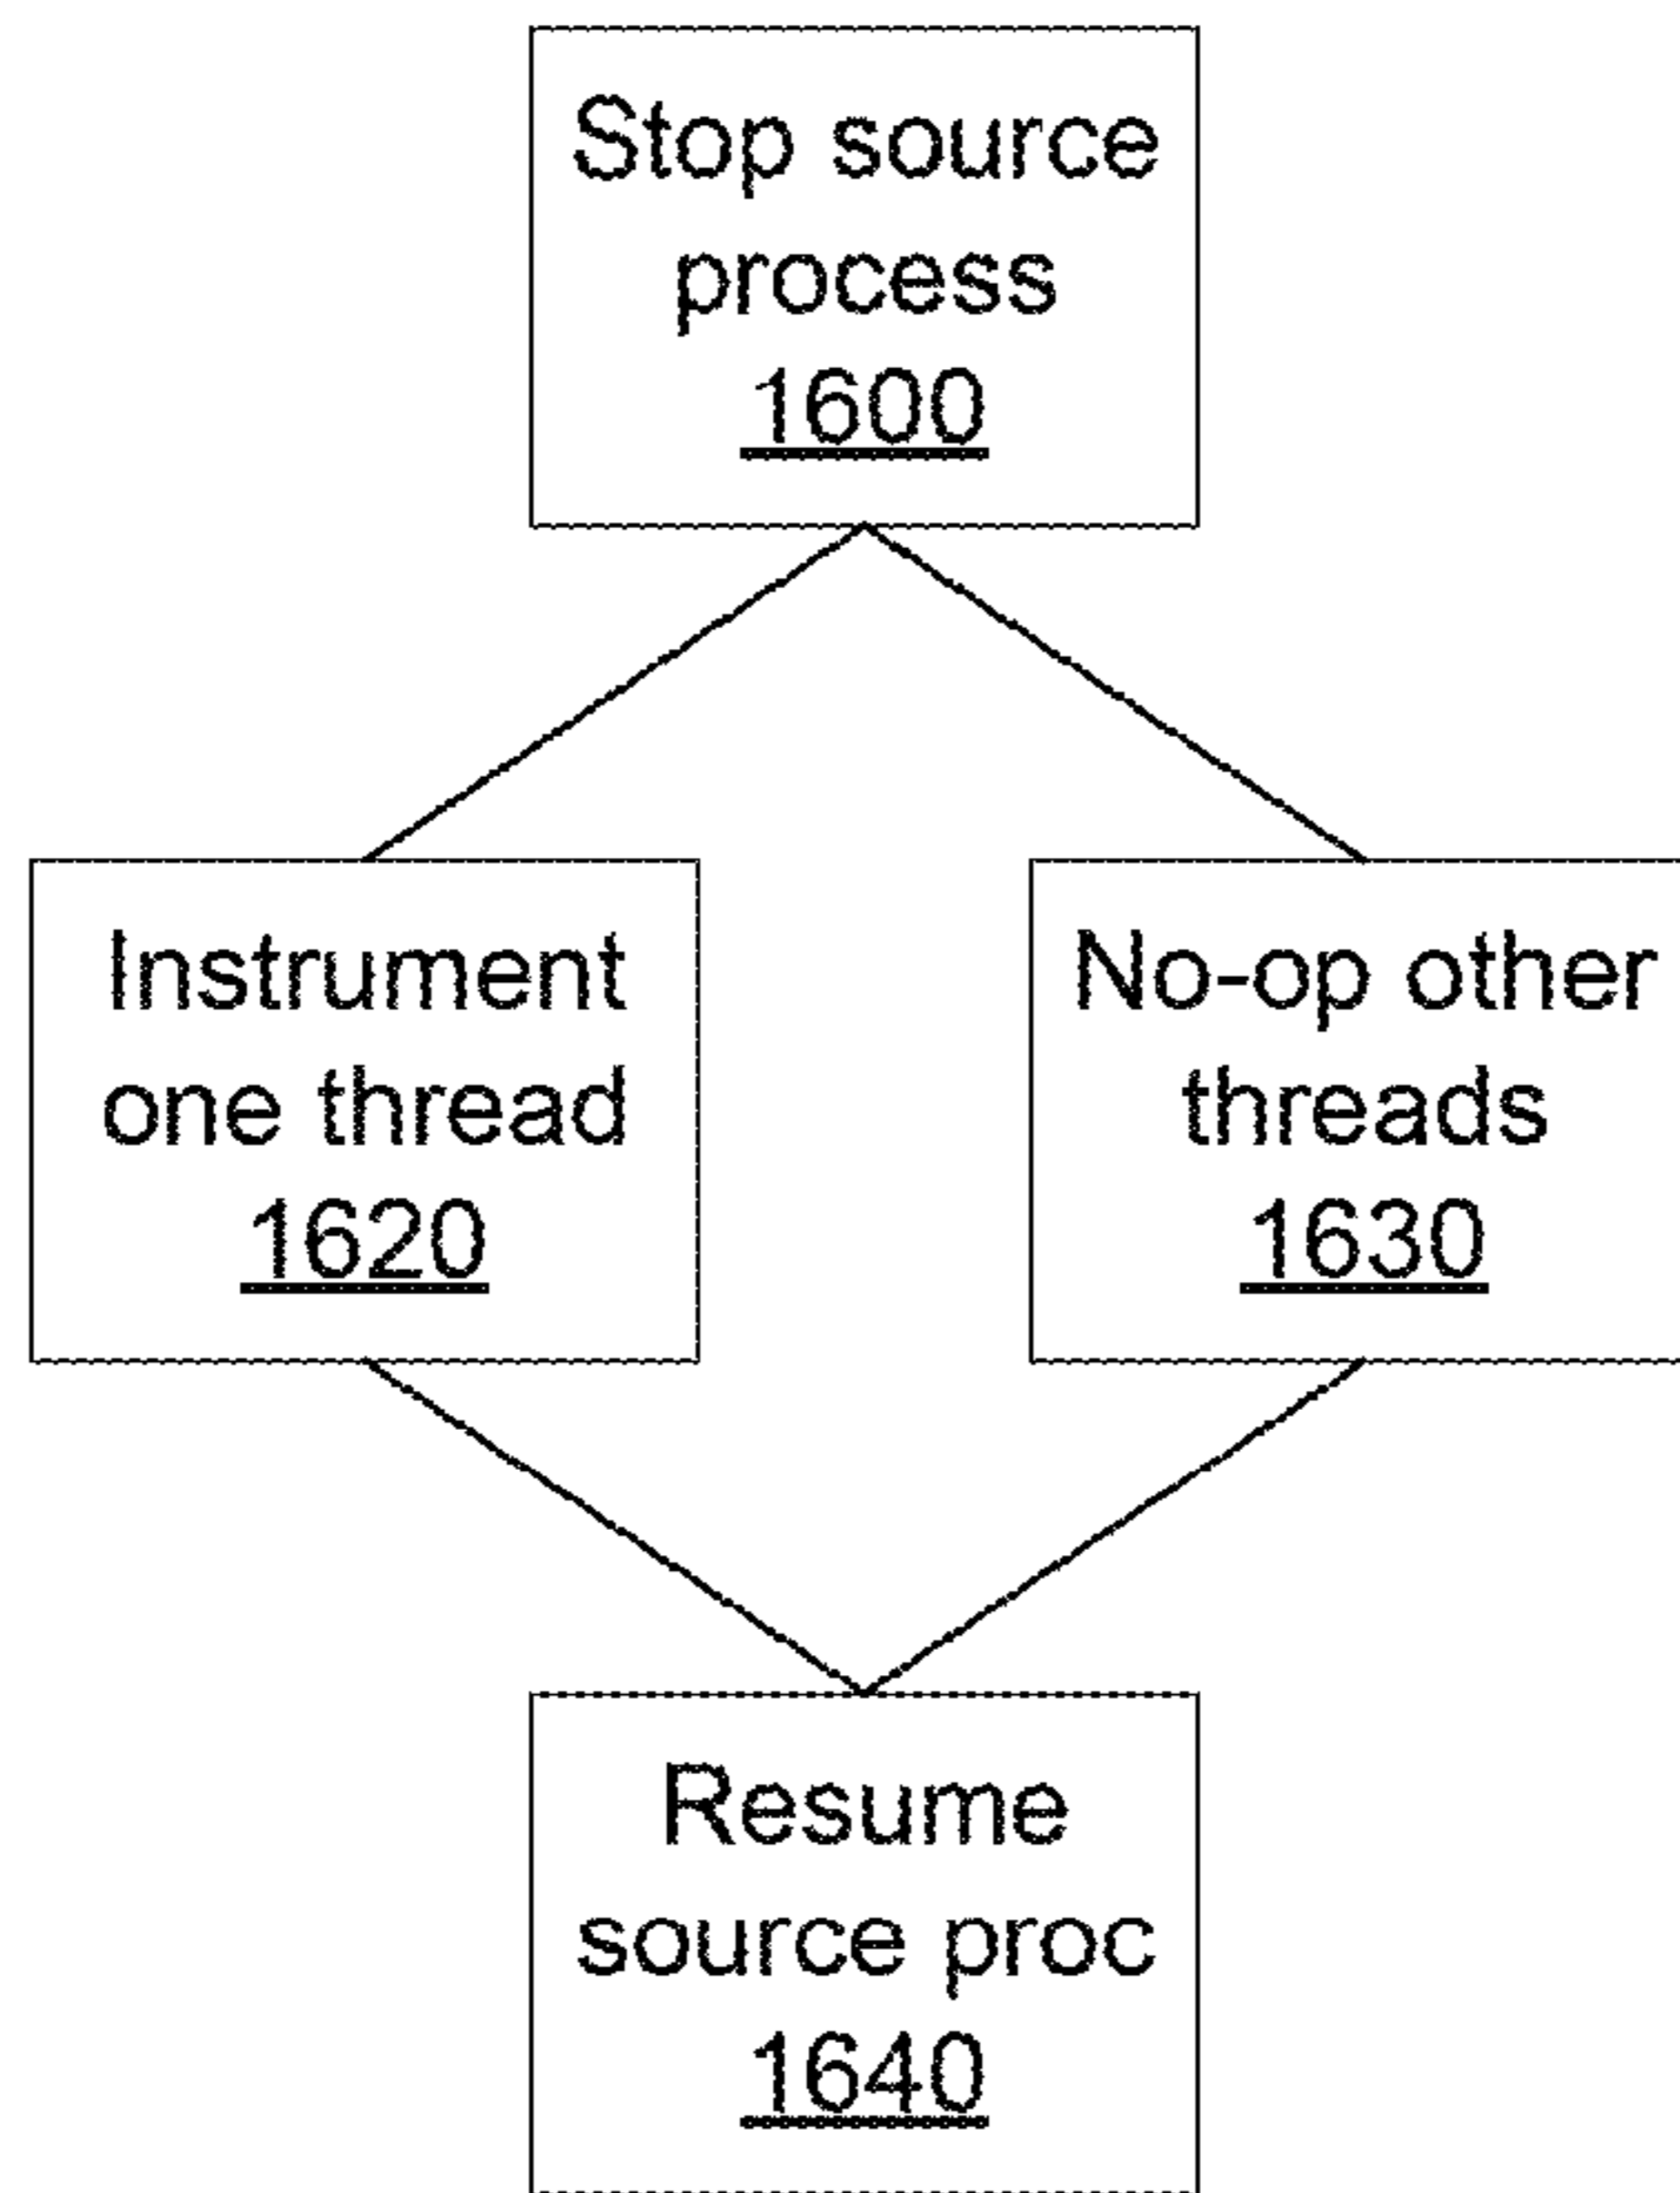 Stop source
process
1600
Instrument
one thread
1620
No-op other
threads
1630
Resume
source proc
1640